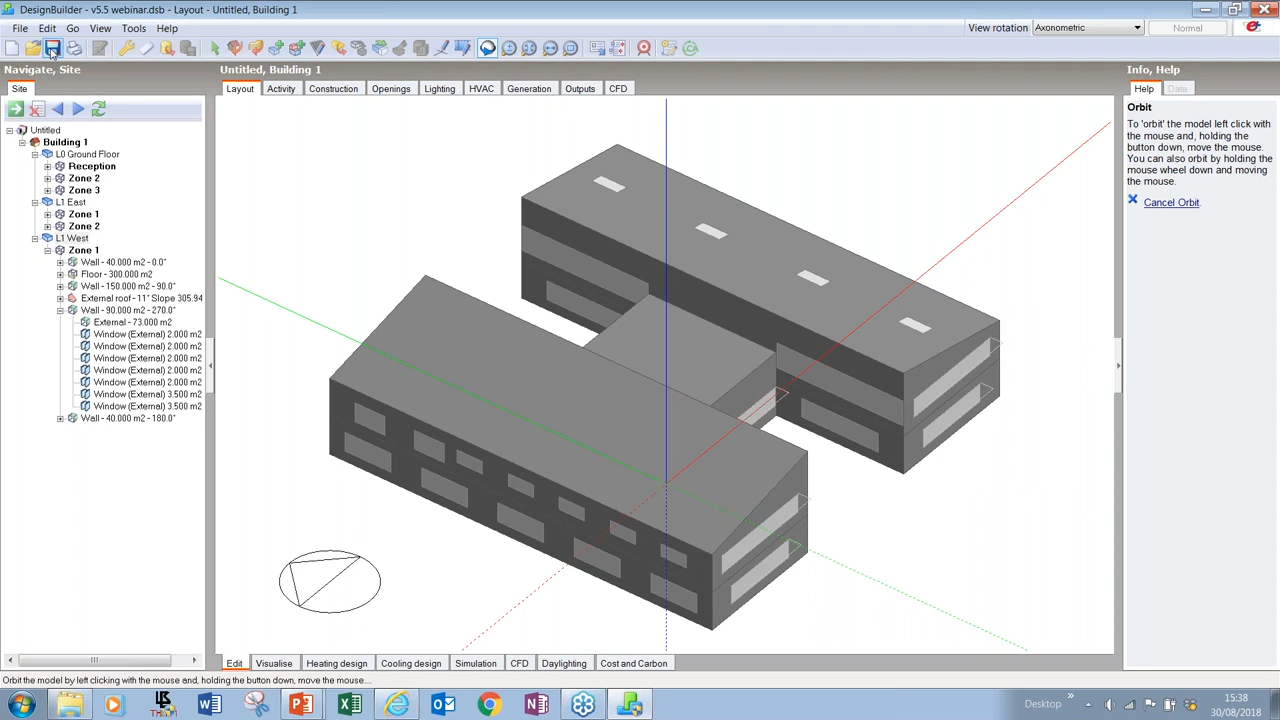 DesignBuilder - v5.5 webinar.dsb - Layout - Untitled, Building 1
File Edit Go View Tools Help
View rotation Axonometric Normal
Navigate, Site
Untitled, Building 1
Info, Help
Site
Layout Activity Construction Openings Lighting HVAC Generation Outputs CFD
Help Data
Untitled
Building 1
L0 Ground Floor
Reception
Zone 2
Zone 3
L1 East
Zone 1
Zone 2
L1 West
Zone 1
Wall - 40.000 m2 - 0.0°
Floor - 300.000 m2
Wall - 150.000 m2 - 90.0°
External roof - 11° Slope 305.94
Wall - 90.000 m2 - 270.0°
External - 73.000 m2
Window (External) 2.000 m2
Window (External) 2.000 m2
Window (External) 2.000 m2
Window (External) 2.000 m2
Window (External) 2.000 m2
Window (External) 3.500 m2
Window (External) 3.500 m2
Wall - 40.000 m2 - 180.0°
Orbit
To 'orbit' the model left click with
the mouse and, holding the
button down, move the mouse.
You can also orbit by holding the
mouse wheel down and moving
the mouse.
Cancel Orbit.
Edit Visualise Heating design Cooling design Simulation CFD Daylighting Cost and Carbon
Orbit the model by left clicking with the mouse and, holding the button down, move the mouse....
Desktop
15:38
30/08/2018